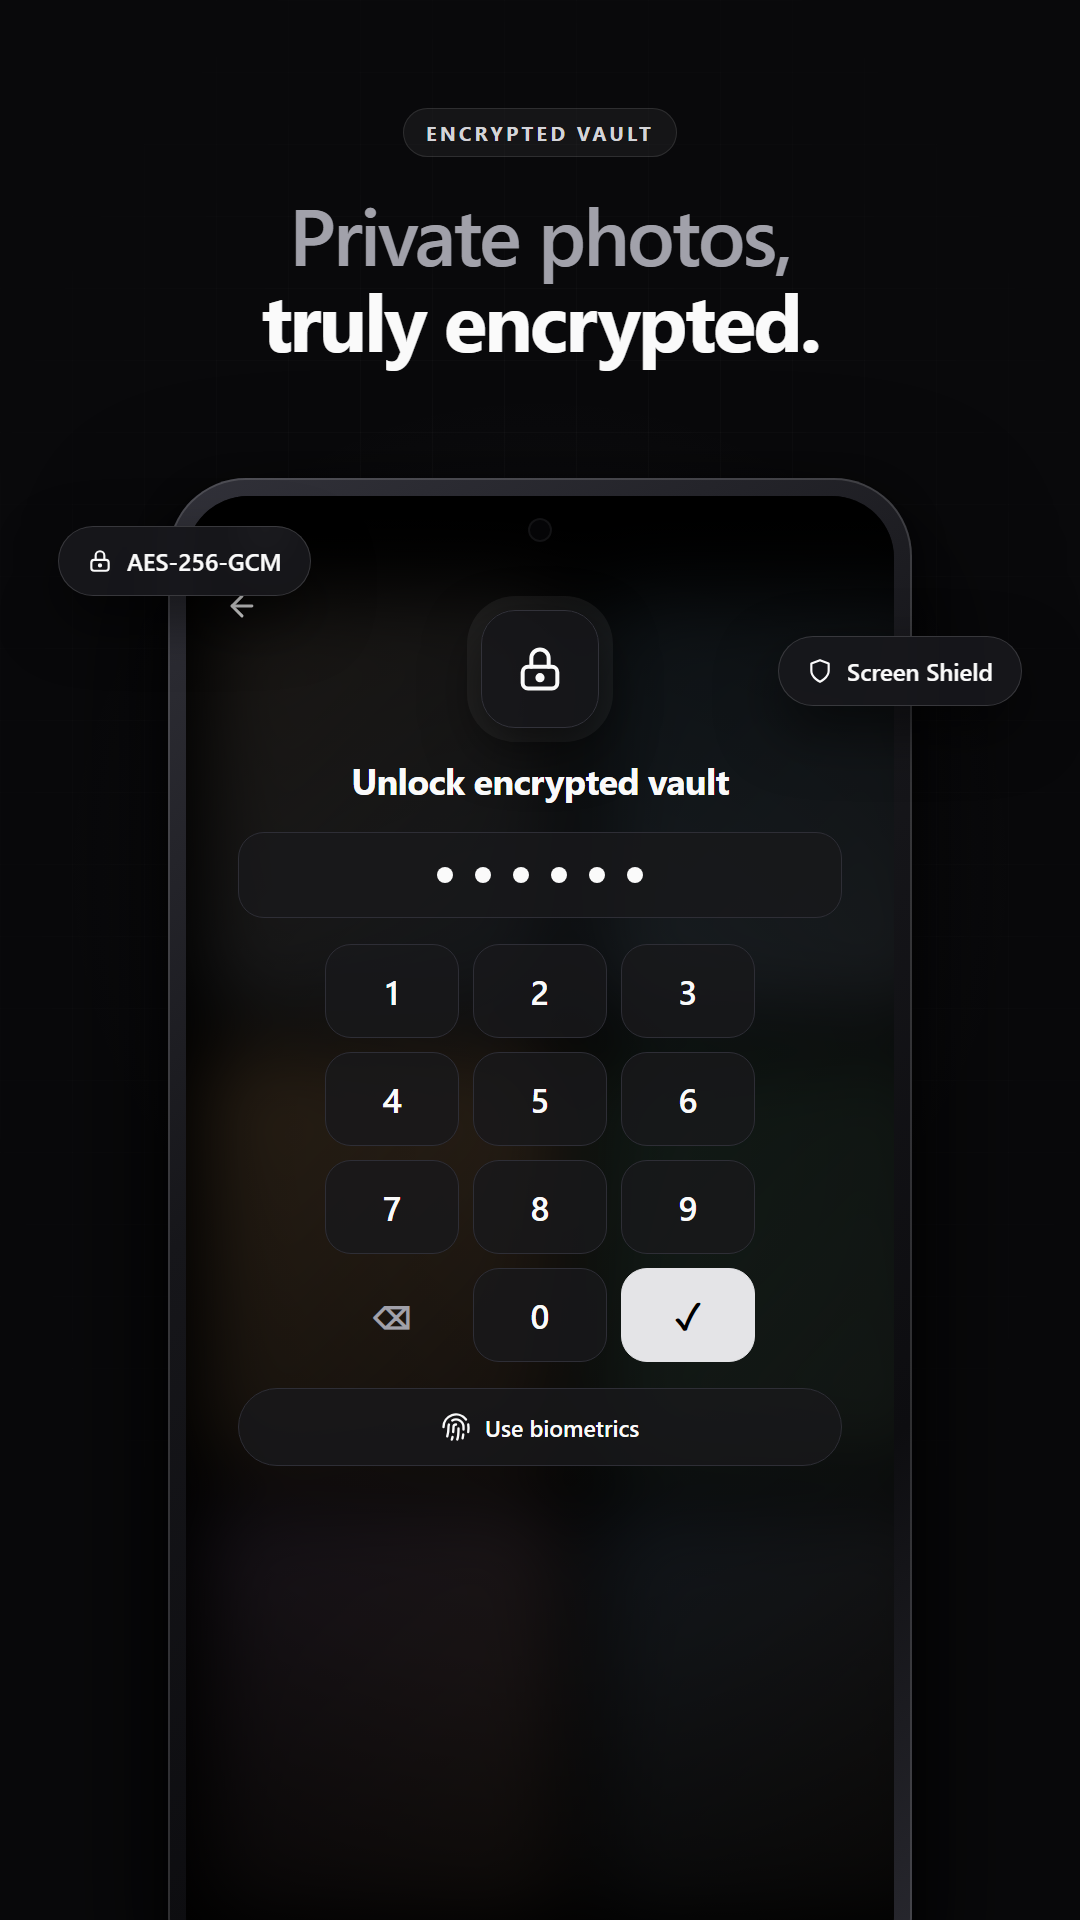 ENCRYPTED VAULT
Private photos,
truly encrypted.
AES-256-GCM
Screen Shield
Unlock encrypted vault
1 2 3
4 5 6
7 8 9
0
Use biometrics